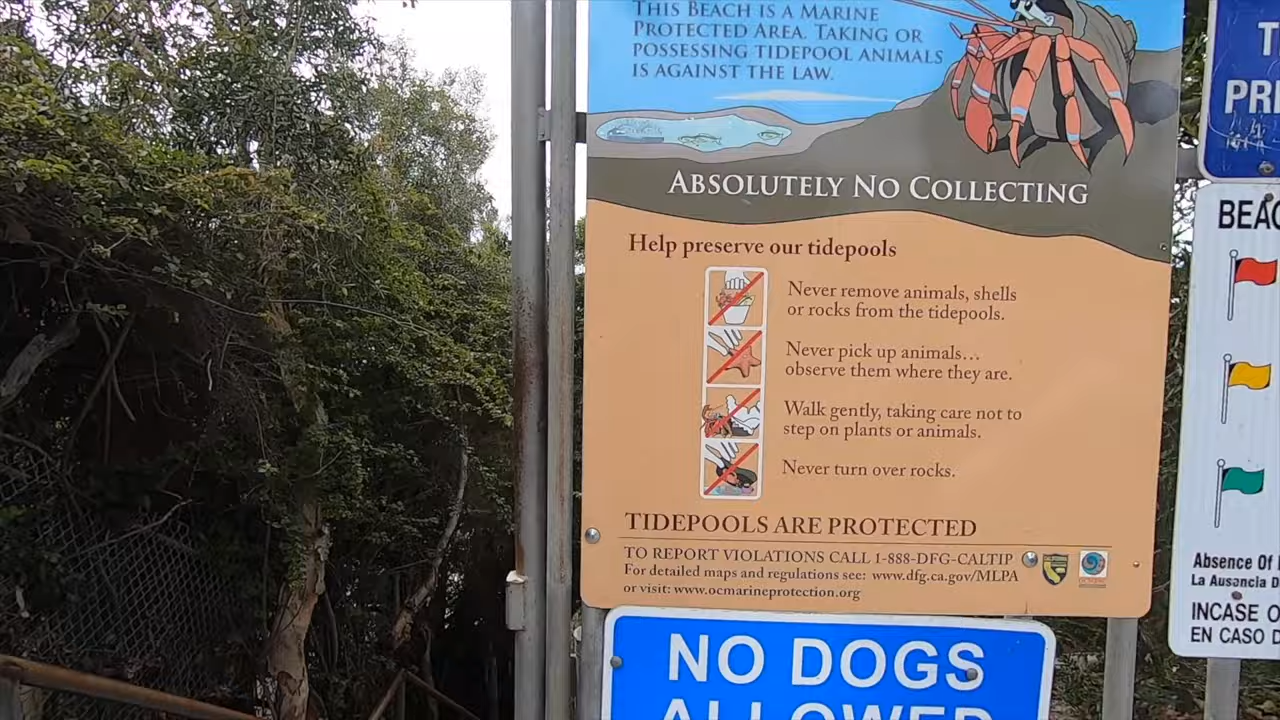 THIS BEACH IS A MARINE
PROTECTED AREA. TAKING OR
POSSESSING TIDEPOOL ANIMALS
IS AGAINST THE LAW.
ABSOLUTELY NO COLLECTING
Help preserve our tidepools
Never remove animals, shells
or rocks from the tidepools.
Never pick up animals...
observe them where they are.
Walk gently, taking care not to
step on plants or animals.
Never turn over rocks.
TIDEPOOLS ARE PROTECTED
TO REPORT VIOLATIONS CALL 1-888-DFG-CALTIP
For detailed maps and regulations see: www.dfg.ca.gov/MLPA
or visit: www.ocmarineprotection.org
NO DOGS
ALLOWED
T
PRI
BEAC
Absence Of
La Ausancia D
INCASE O
EN CASO D